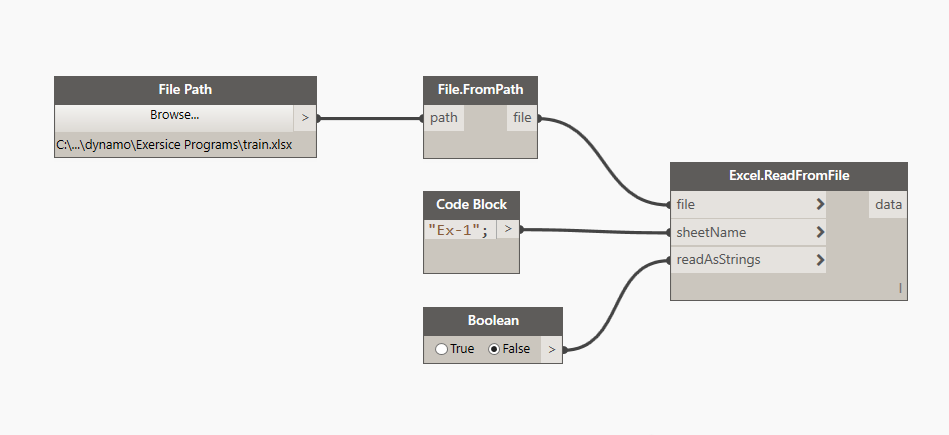 File Path
Browse...
>
C:\...\dynamo\Exersice Programs\train.xlsx
File.FromPath
path
file
Code Block
"Ex-1";
>
Boolean
True
False
>
Excel.ReadFromFile
file
data
sheetName
readAsStrings